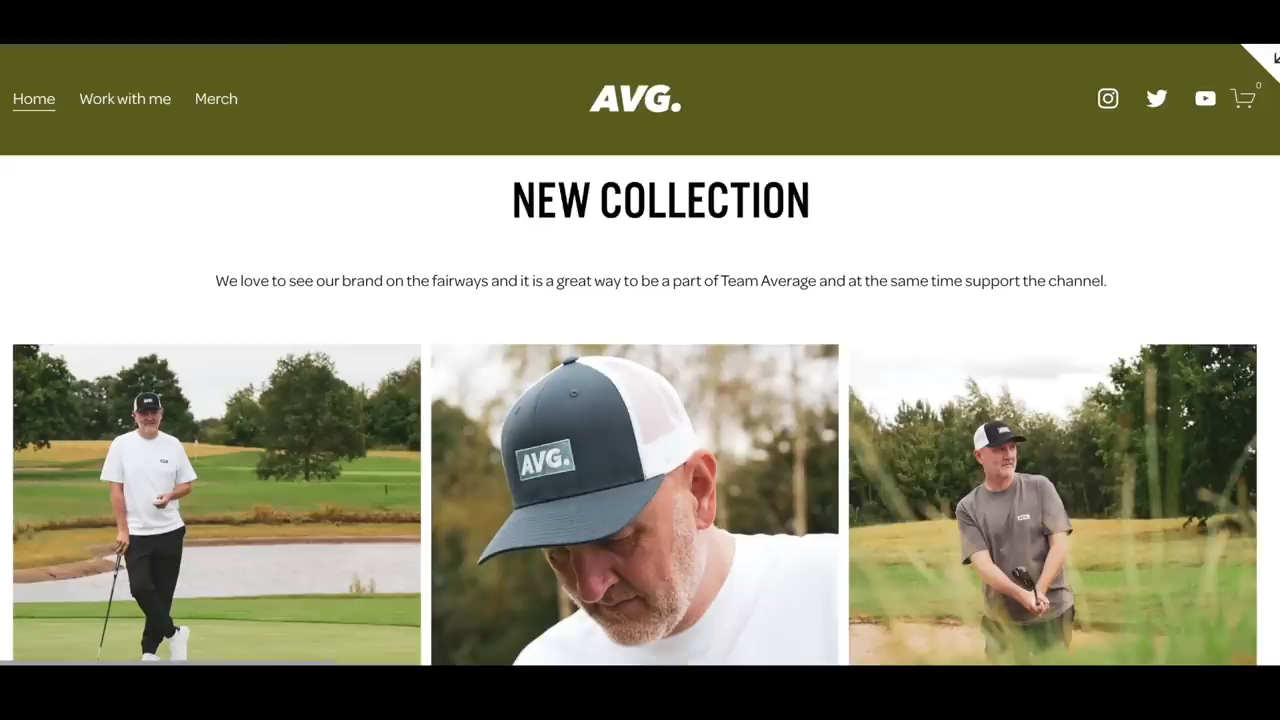 Home
Work with me
Merch
AVG.
0
NEW COLLECTION
We love to see our brand on the fairways and it is a great way to be a part of Team Average and at the same time support the channel.
AVG.